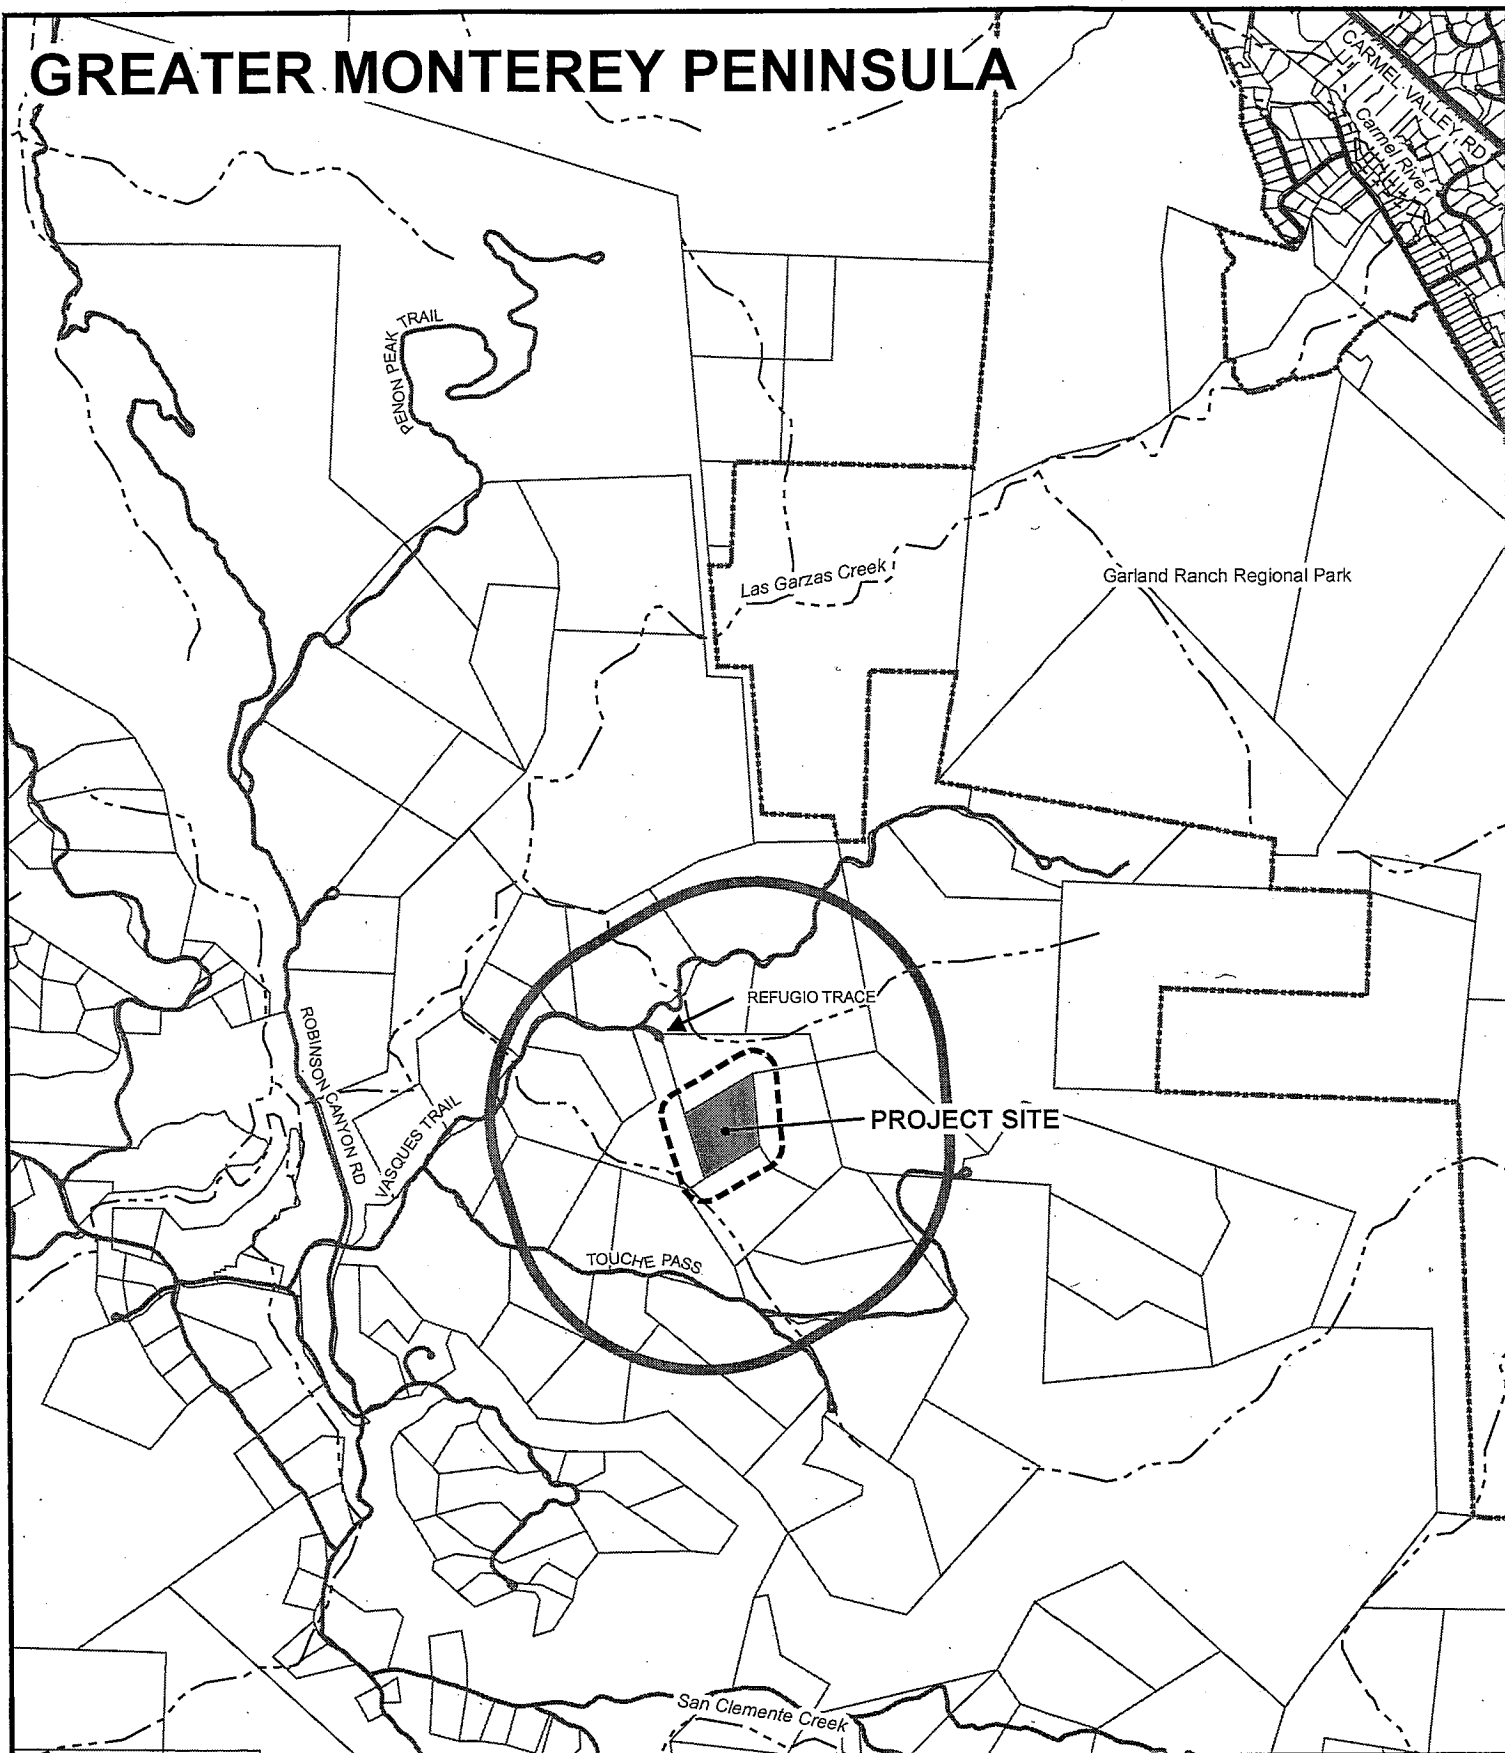 GREATER MONTEREY PENINSULA
CARMEL VALLEY RD
Carmel River
PENON PEAK TRAIL
Las Garzas Creek
Garland Ranch Regional Park
REFUGIO TRACE
ROBINSON CANYON RD
VASQUES TRAIL
PROJECT SITE
TOUCHE PASS
San Clemente Creek